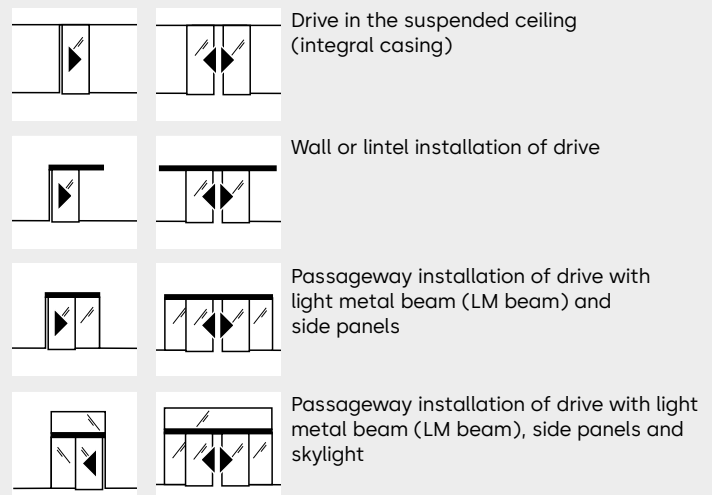 Drive in the suspended ceiling
(integral casing)
Wall or lintel installation of drive
Passageway installation of drive with
light metal beam (LM beam) and
side panels
Passageway installation of drive with light
metal beam (LM beam), side panels and
skylight